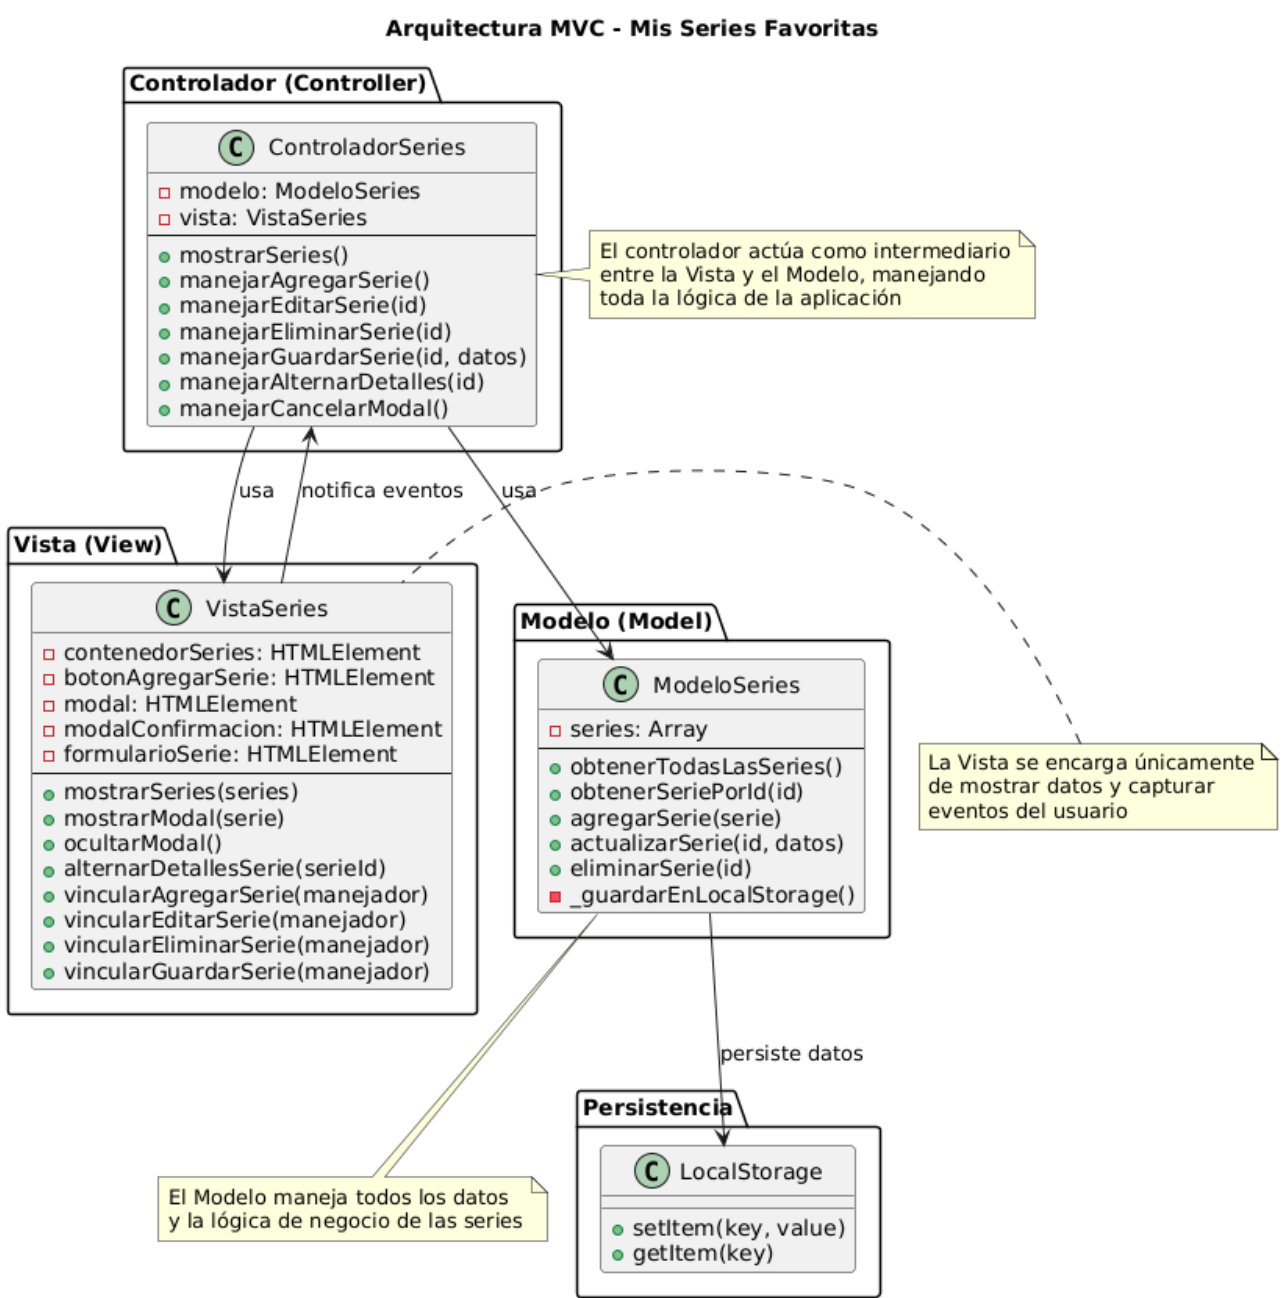 Arquitectura MVC - Mis Series Favoritas
Controlador (Controller)
C ControladorSeries
modelo: ModeloSeries
vista: VistaSeries
mostrarSeries()
manejarAgregarSerie()
manejarEditarSerie(id)
manejarEliminarSerie(id)
manejarGuardarSerie(id, datos)
manejarAlternarDetalles(id)
manejarCancelarModal()
El controlador actúa como intermediario
entre la Vista y el Modelo, manejando
toda la lógica de la aplicación
usa
notifica eventos
usa
Vista (View)
C VistaSeries
contenedorSeries: HTMLElement
botonAgregarSerie: HTMLElement
modal: HTMLElement
modalConfirmacion: HTMLElement
formularioSerie: HTMLElement
mostrarSeries(series)
mostrarModal(serie)
ocultarModal()
alternarDetallesSerie(serieId)
vincularAgregarSerie(manejador)
vincularEditarSerie(manejador)
vincularEliminarSerie(manejador)
vincularGuardarSerie(manejador)
Modelo (Model)
C ModeloSeries
series: Array
obtenerTodasLasSeries()
obtenerSeriePorId(id)
agregarSerie(serie)
actualizarSerie(id, datos)
eliminarSerie(id)
_guardarEnLocalStorage()
La Vista se encarga únicamente
de mostrar datos y capturar
eventos del usuario
persiste datos
Persistencia
C LocalStorage
setItem(key, value)
getItem(key)
El Modelo maneja todos los datos
y la lógica de negocio de las series